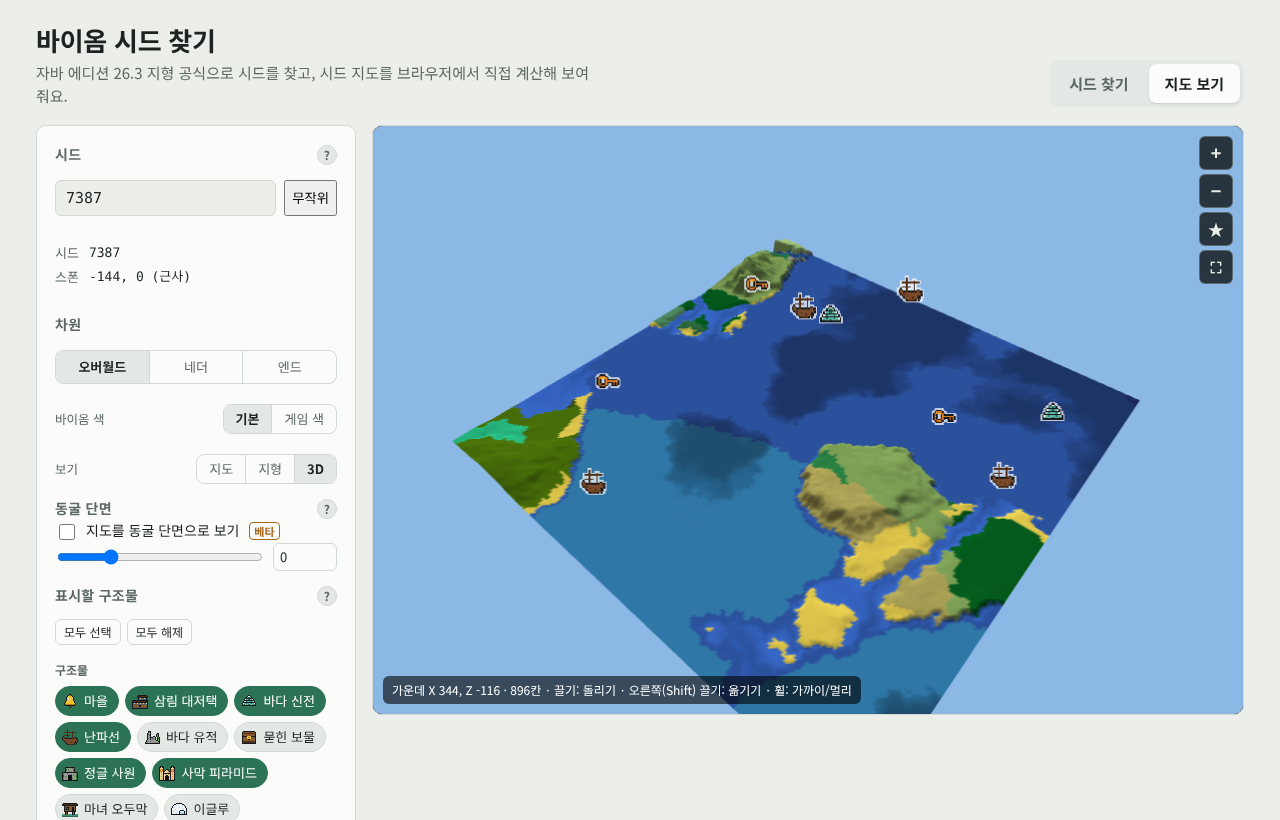 바이옴 시드 찾기
자바 에디션 26.3 지형 공식으로 시드를 찾고, 시드 지도를 브라우저에서 직접 계산해 보여
줘요.
시드 찾기
지도 보기
시드
?
7387
무작위
시드 7387
스폰 -144, 0 (근사)
차원
오버월드
네더
엔드
바이옴 색
기본
게임 색
보기
지도
지형
3D
동굴 단면
?
지도를 동굴 단면으로 보기
베타
0
표시할 구조물
?
모두 선택
모두 해제
구조물
마을
삼림 대저택
바다 신전
난파선
바다 유적
묻힌 보물
정글 사원
사막 피라미드
마녀 오두막
이글루
+
−
★
가운데 X 344, Z -116 · 896칸 · 끌기: 돌리기 · 오른쪽(Shift) 끌기: 옮기기 · 휠: 가까이/멀리